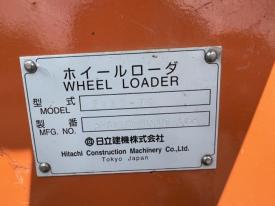 ホイールローダ
WHEEL LOADER
型式
MODEL
製番
MFG. NO.
日立建機株式会社
Hitachi Construction Machinery Co., Ltd.
Tokyo Japan